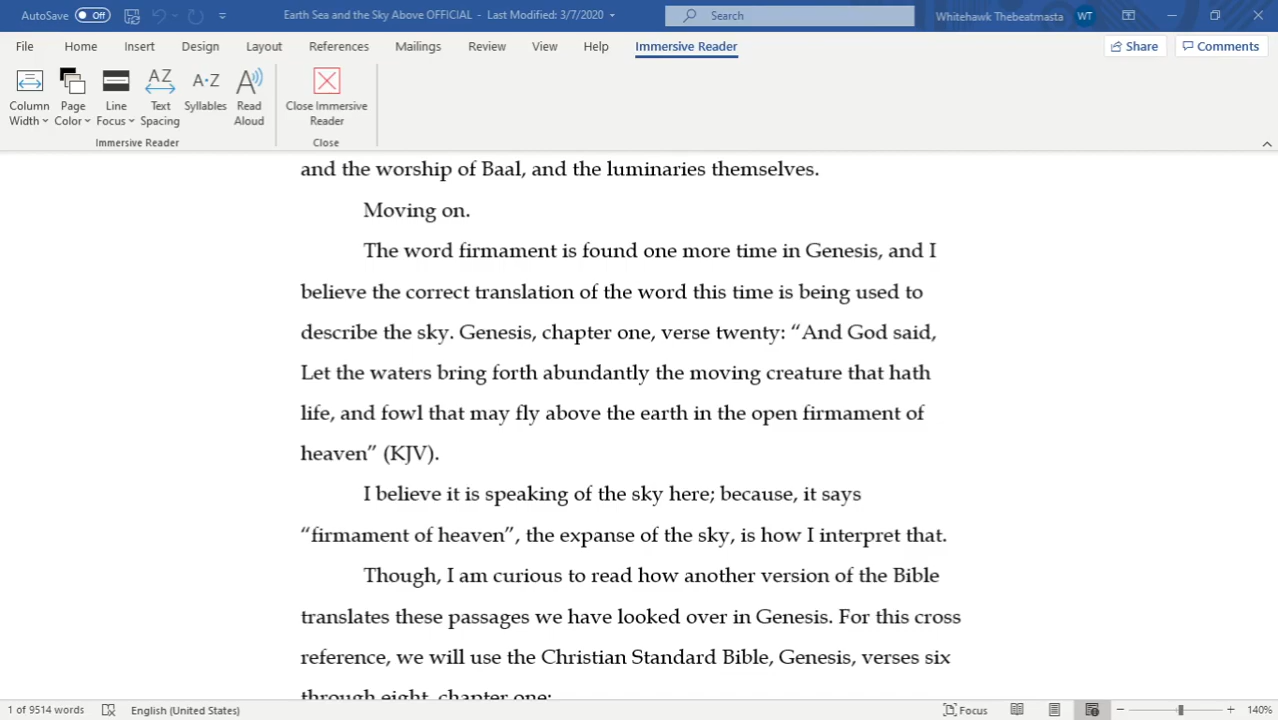 AutoSave Off
Earth Sea and the Sky Above OFFICIAL - Last Modified: 3/7/2020
Search
Whitehawk Thebeatmasta WT
File Home Insert Design Layout References Mailings Review View Help Immersive Reader Share Comments
Column Width
Page Color
Line Focus
Text Spacing
Syllables
Read Aloud
Close Immersive Reader
Immersive Reader
Close
and the worship of Baal, and the luminaries themselves.
Moving on.
The word firmament is found one more time in Genesis, and I
believe the correct translation of the word this time is being used to
describe the sky. Genesis, chapter one, verse twenty: “And God said,
Let the waters bring forth abundantly the moving creature that hath
life, and fowl that may fly above the earth in the open firmament of
heaven” (KJV).
I believe it is speaking of the sky here; because, it says
“firmament of heaven”, the expanse of the sky, is how I interpret that.
Though, I am curious to read how another version of the Bible
translates these passages we have looked over in Genesis. For this cross
reference, we will use the Christian Standard Bible, Genesis, verses six
through eight, chapter one:
1 of 9514 words English (United States) Focus 140%